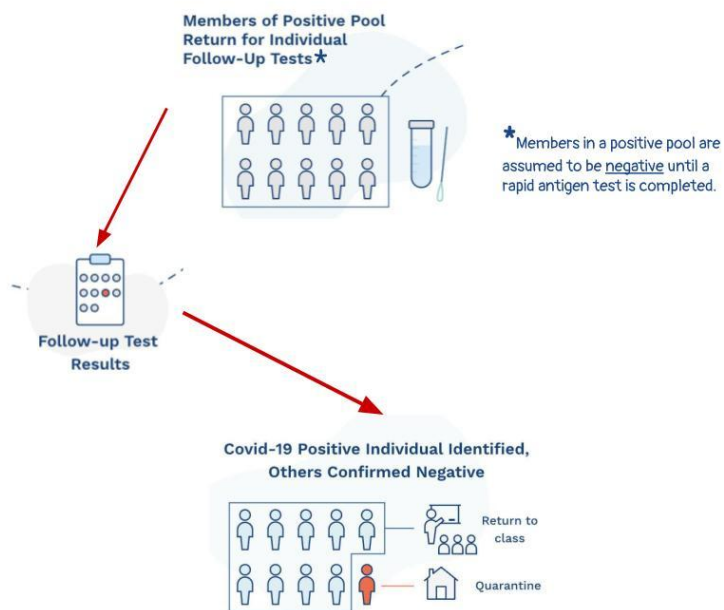 Members of Positive Pool
Return for Individual
Follow-Up Tests*
*Members in a positive pool are
assumed to be negative until a
rapid antigen test is completed.
Follow-up Test
Results
Covid-19 Positive Individual Identified,
Others Confirmed Negative
Return to
class
Quarantine